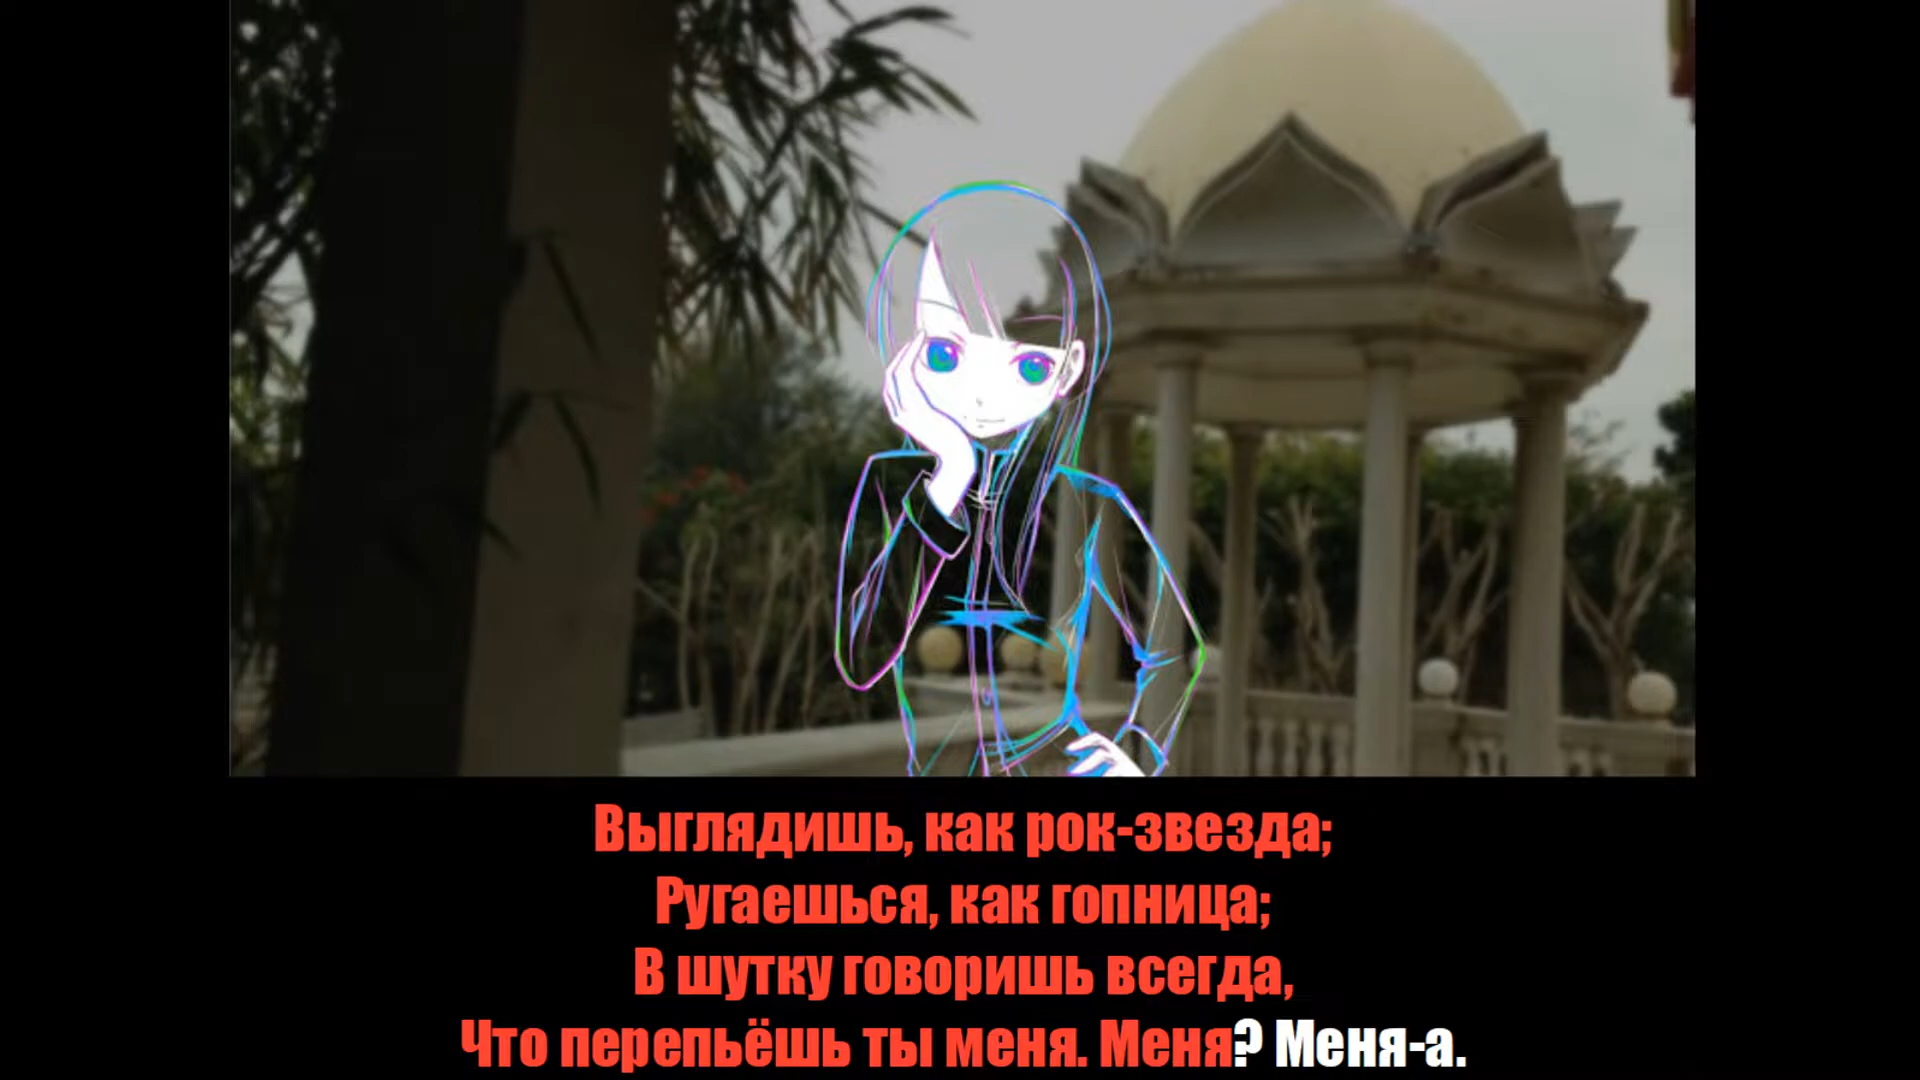 Выглядишь, как рок-звезда;
Ругаешься, как гопница;
В шутку говоришь всегда,
Что перепьёшь ты меня. Меня? Меня-а.